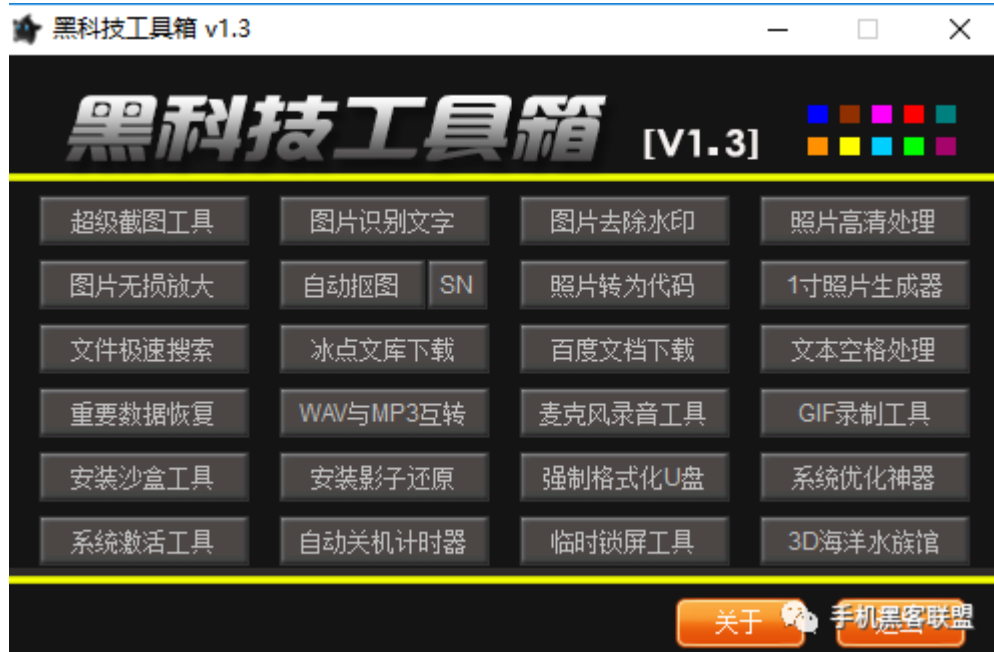 黑科技工具箱 v1.3
黑科技工具箱 [V1.3]
超级截图工具 图片识别文字 图片去除水印 照片高清处理
图片无损放大 自动抠图 SN 照片转为代码 1寸照片生成器
文件极速搜索 冰点文库下载 百度文档下载 文本空格处理
重要数据恢复 WAV与MP3互转 麦克风录音工具 GIF录制工具
安装沙盒工具 安装影子还原 强制格式化U盘 系统优化神器
系统激活工具 自动关机计时器 临时锁屏工具 3D海洋水族馆
关于 手机黑客联盟